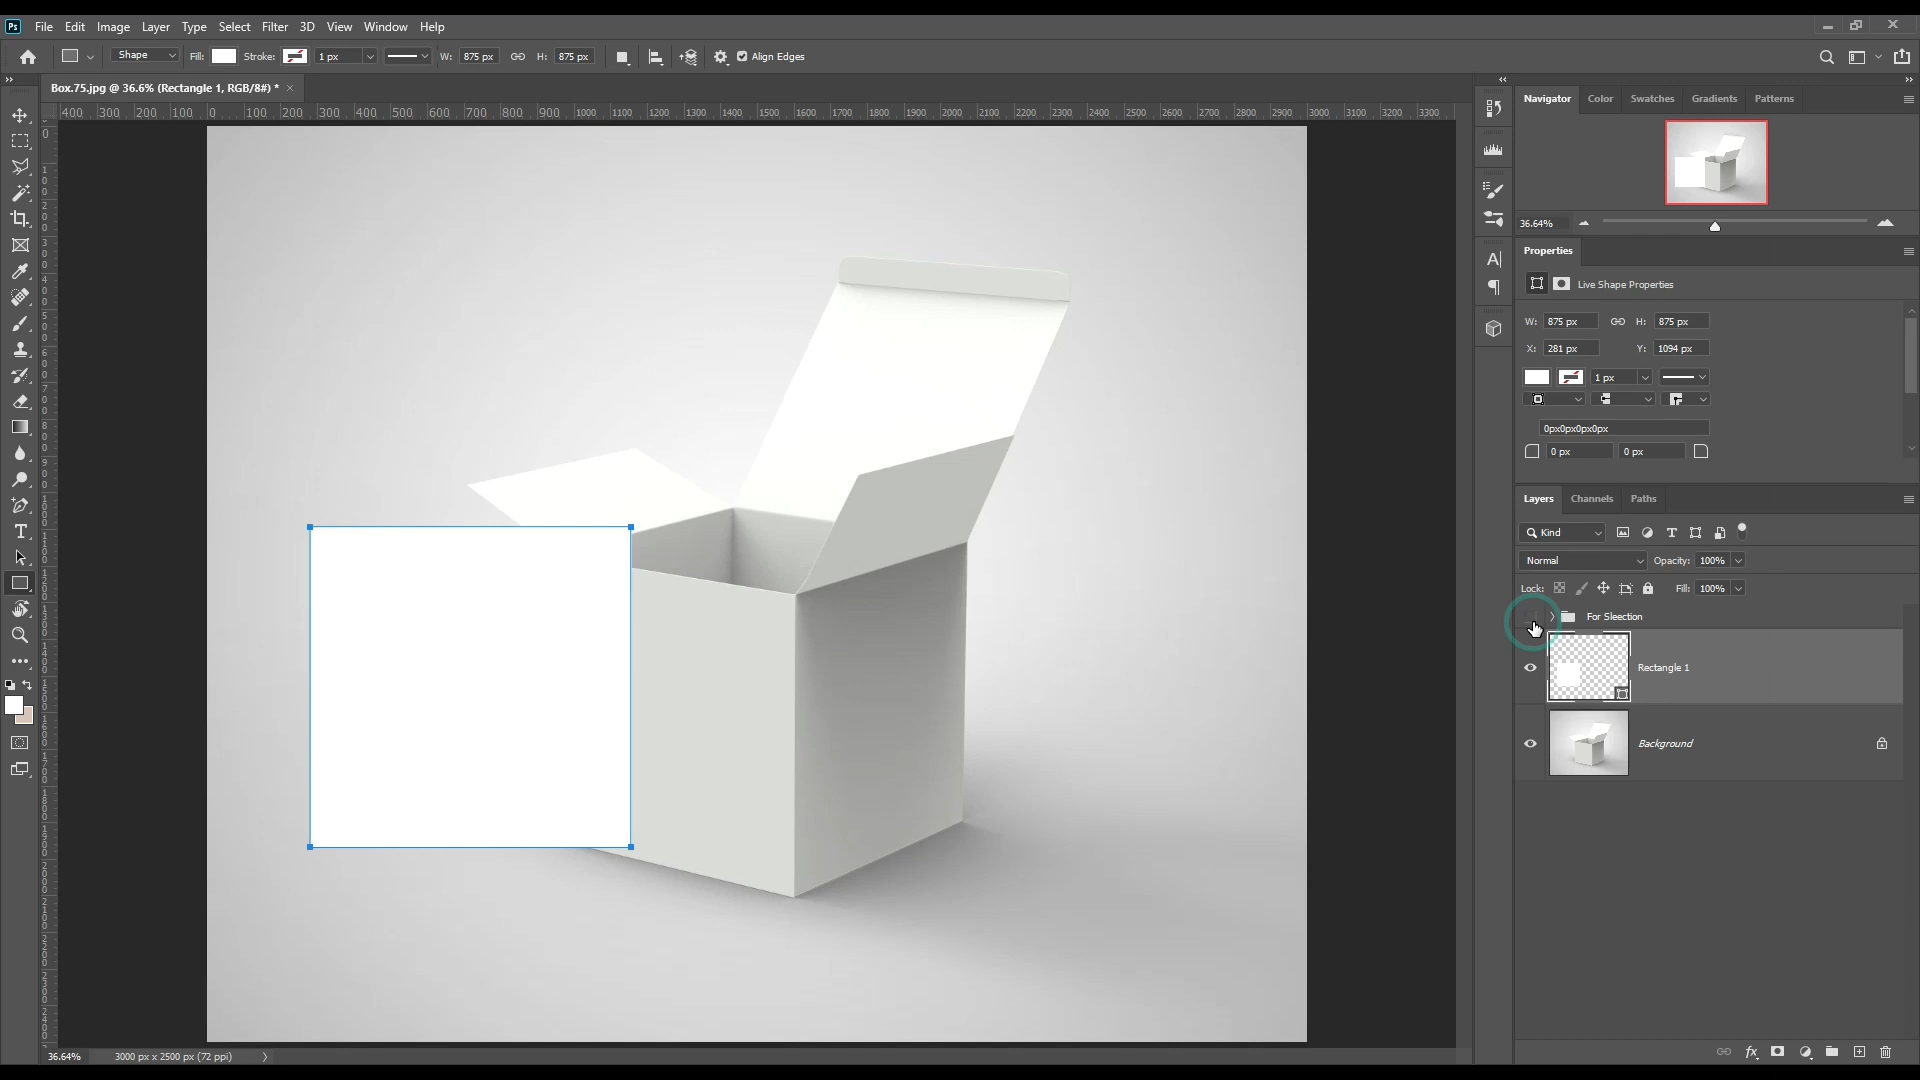 Ps File Edit Image Layer Type Select Filter 3D View Window Help
Shape Fill: Stroke: 1 px W: 875 px H: 875 px Align Edges
Box.75.jpg @ 36.6% (Rectangle 1, RGB/8#) * ×
400 300 200 100 0 100 200 300 400 500 600 700 800 900 1000 1100 1200 1300 1400 1500 1600 1700 1800 1900 2000 2100 2200 2300 2400 2500 2600 2700 2800 2900 3000 3100 3200 3300
Navigator Color Swatches Gradients Patterns
36.64%
Properties
Live Shape Properties
W: 875 px H: 875 px
X: 281 px Y: 1094 px
1 px
0px0px0px0px
0 px 0 px
Layers Channels Paths
Kind
Normal Opacity: 100%
Lock: Fill: 100%
For Sleection
Rectangle 1
Background
36.64% 3000 px x 2500 px (72 ppi)